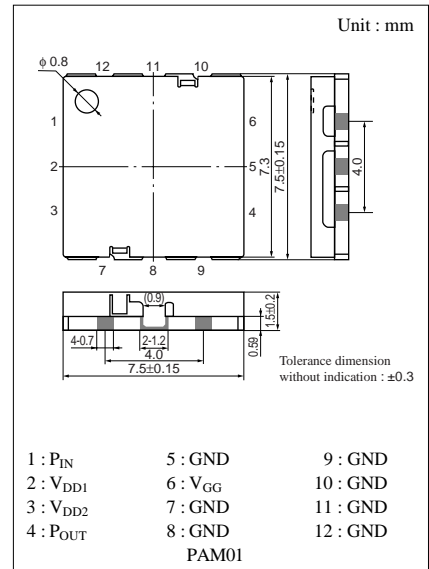 Unit : mm
ϕ 0.8
12 11 10
1
6
2
5
3
4
7.3
7.5±0.15
4.0
7 8 9
(0.9)
1.5±0.2
4-0.7
2-1.2
0.59
4.0
7.5±0.15
Tolerance dimension
without indication : ±0.3
1 : PIN 5 : GND 9 : GND
2 : VDD1 6 : VGG 10 : GND
3 : VDD2 7 : GND 11 : GND
4 : POUT 8 : GND 12 : GND
PAM01